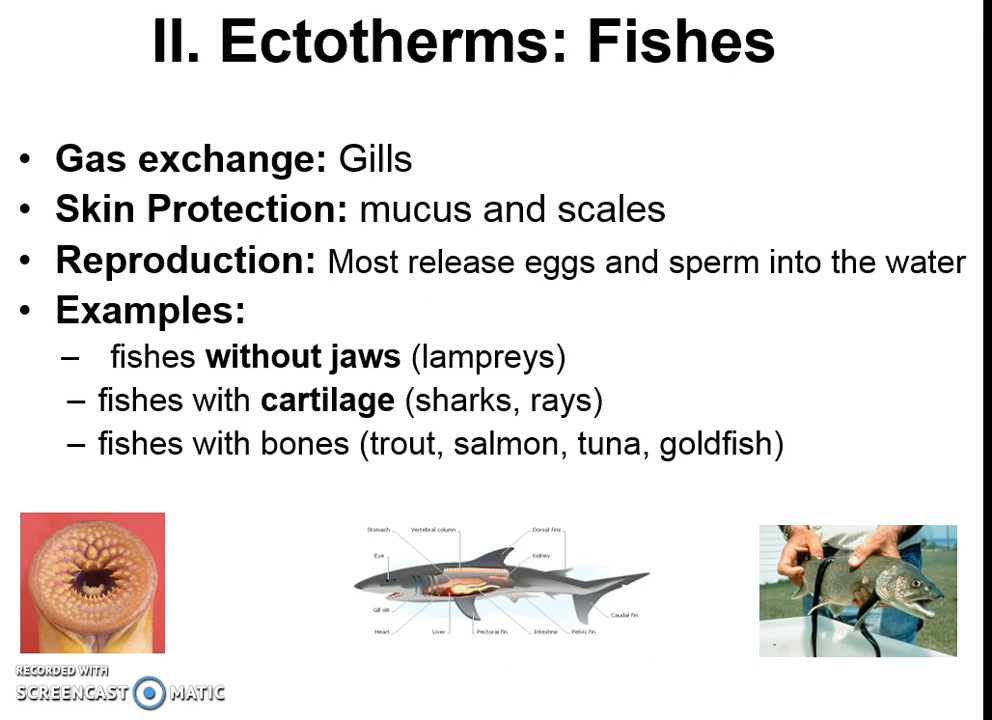 II. Ectotherms: Fishes
• Gas exchange: Gills
• Skin Protection: mucus and scales
• Reproduction: Most release eggs and sperm into the water
• Examples:
– fishes without jaws (lampreys)
– fishes with cartilage (sharks, rays)
– fishes with bones (trout, salmon, tuna, goldfish)
Stomach Vertebral column Dorsal fins
Eye Kidney
Gill slit Caudal fin
Heart Liver Pectoral fin Intestine Pelvic fin
RECORDED WITH
SCREENCAST MATIC